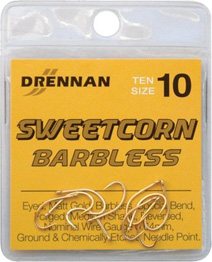 DRENNAN
TEN SIZE 10
SWEETCORN
BARBLESS
Eyed, Matt Gold, Barbless, Bend,
Forged, Medium Shank, Reversed,
Nominal Wire Gauge
Ground & Chemically Etched Needle Point.